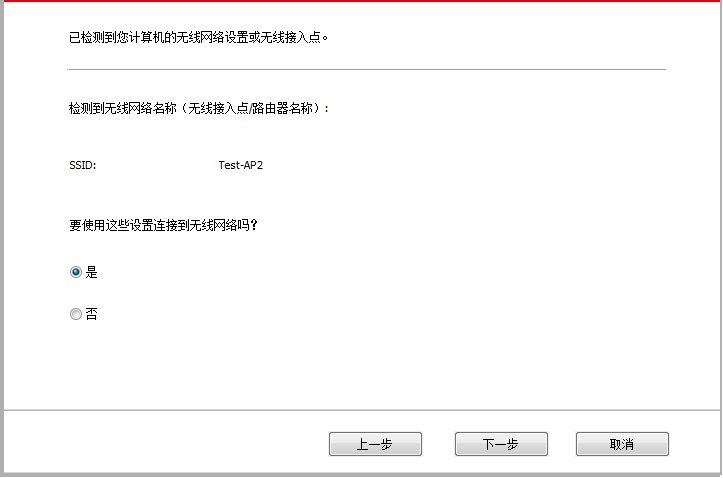 已检测到您计算机的无线网络设置或无线接入点。
检测到无线网络名称（无线接入点/路由器名称）:
SSID: Test-AP2
要使用这些设置连接到无线网络吗?
是
否
上一步 下一步 取消